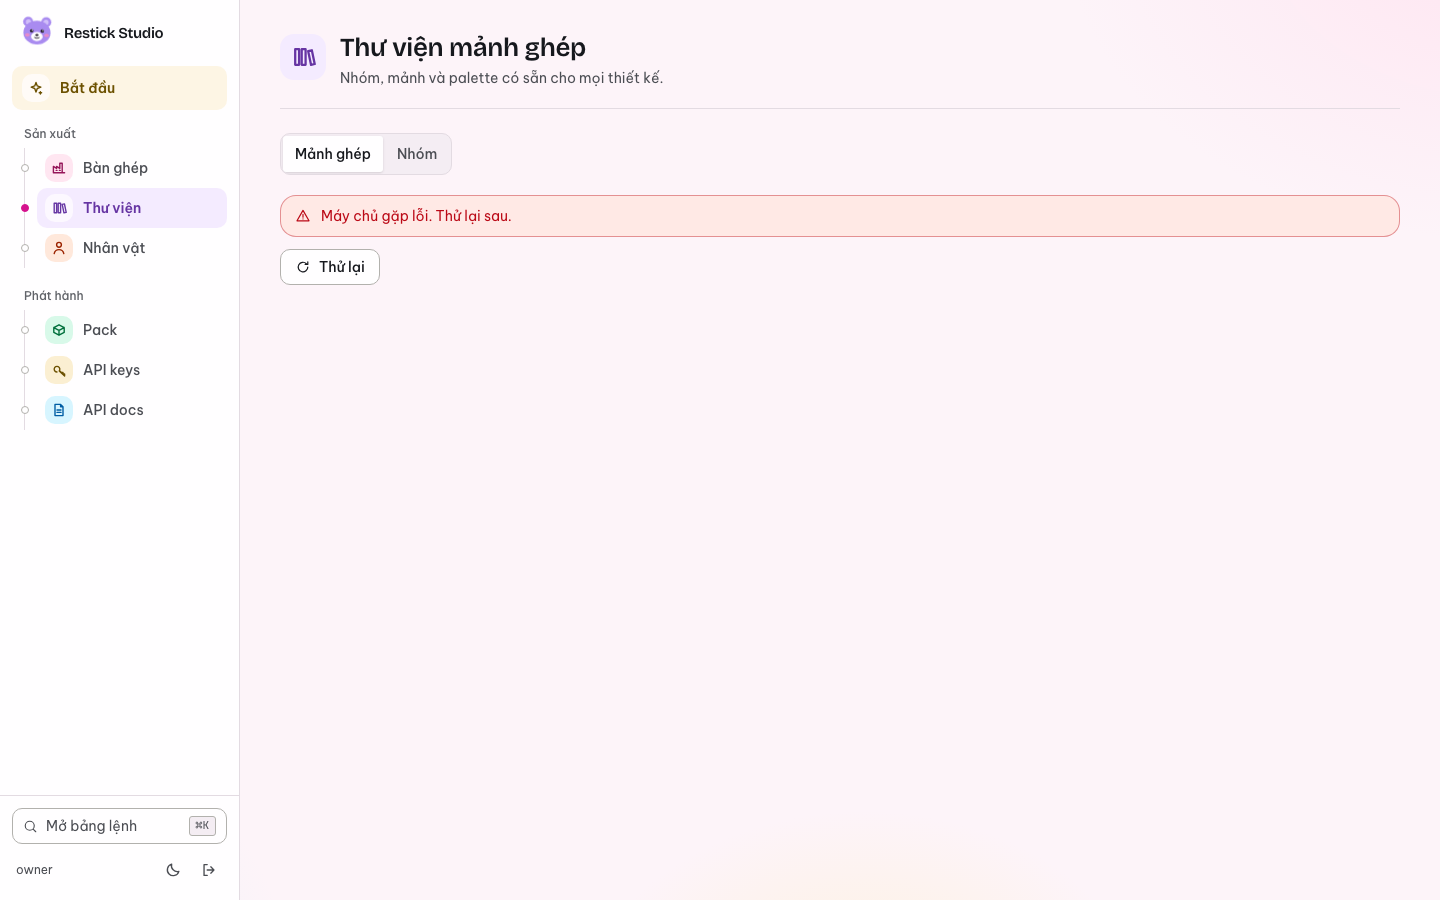 Restick Studio
Bắt đầu
Sản xuất
Bàn ghép
Thư viện
Nhân vật
Phát hành
Pack
API keys
API docs
Mở bảng lệnh
⌘K
owner
Thư viện mảnh ghép
Nhóm, mảnh và palette có sẵn cho mọi thiết kế.
Mảnh ghép
Nhóm
Máy chủ gặp lỗi. Thử lại sau.
Thử lại